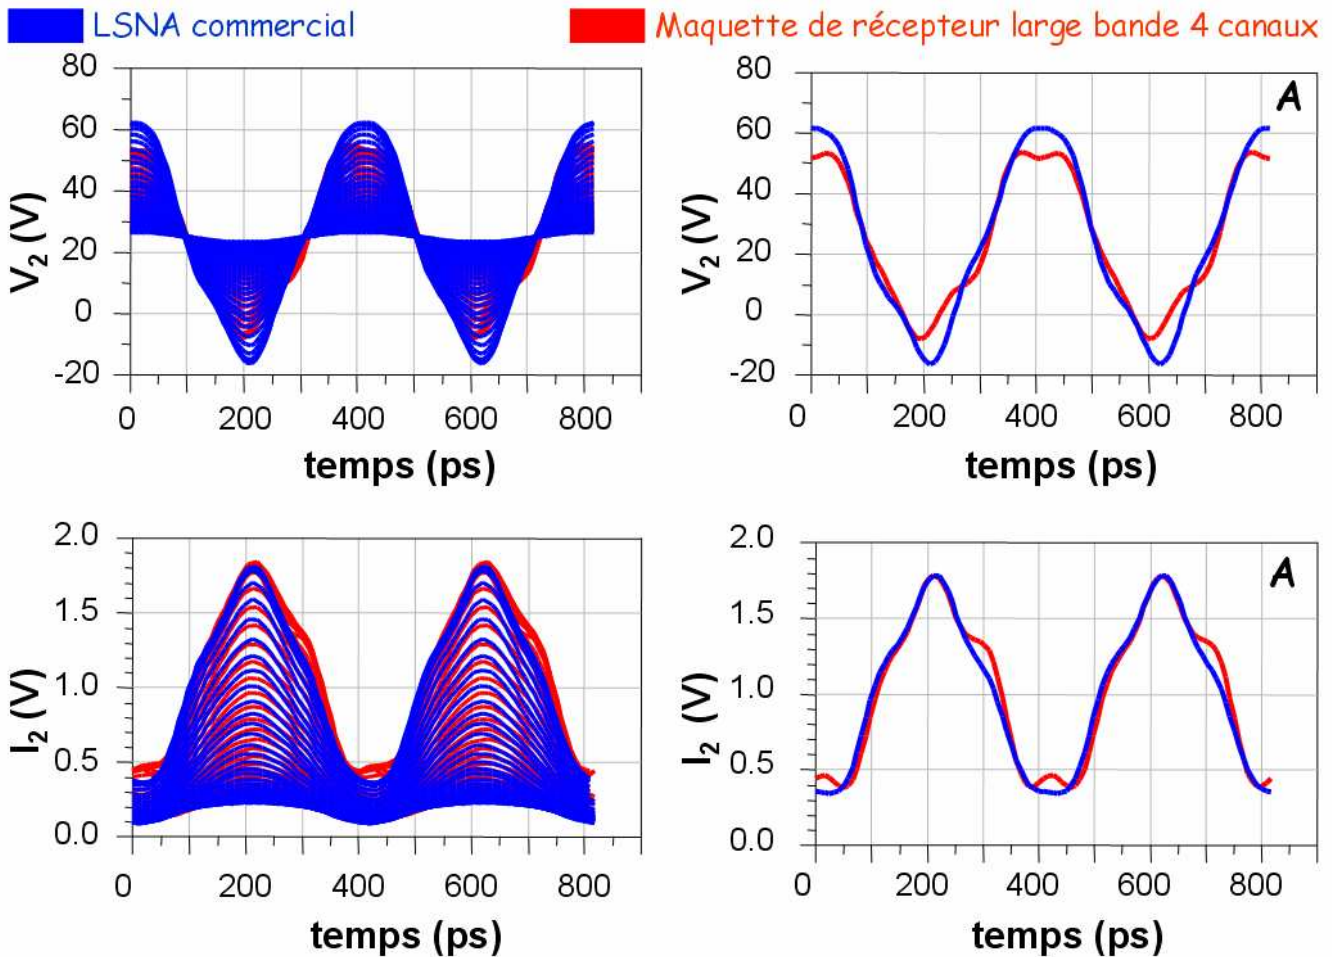 LSNA commercial
Maquette de récepteur large bande 4 canaux
80
60
40
20
0
-20
V2 (V)
0 200 400 600 800
temps (ps)
80
60
40
20
0
-20
V2 (V)
A
0 200 400 600 800
temps (ps)
2.0
1.5
1.0
0.5
0.0
I2 (V)
0 200 400 600 800
temps (ps)
2.0
1.5
1.0
0.5
0.0
I2 (V)
A
0 200 400 600 800
temps (ps)